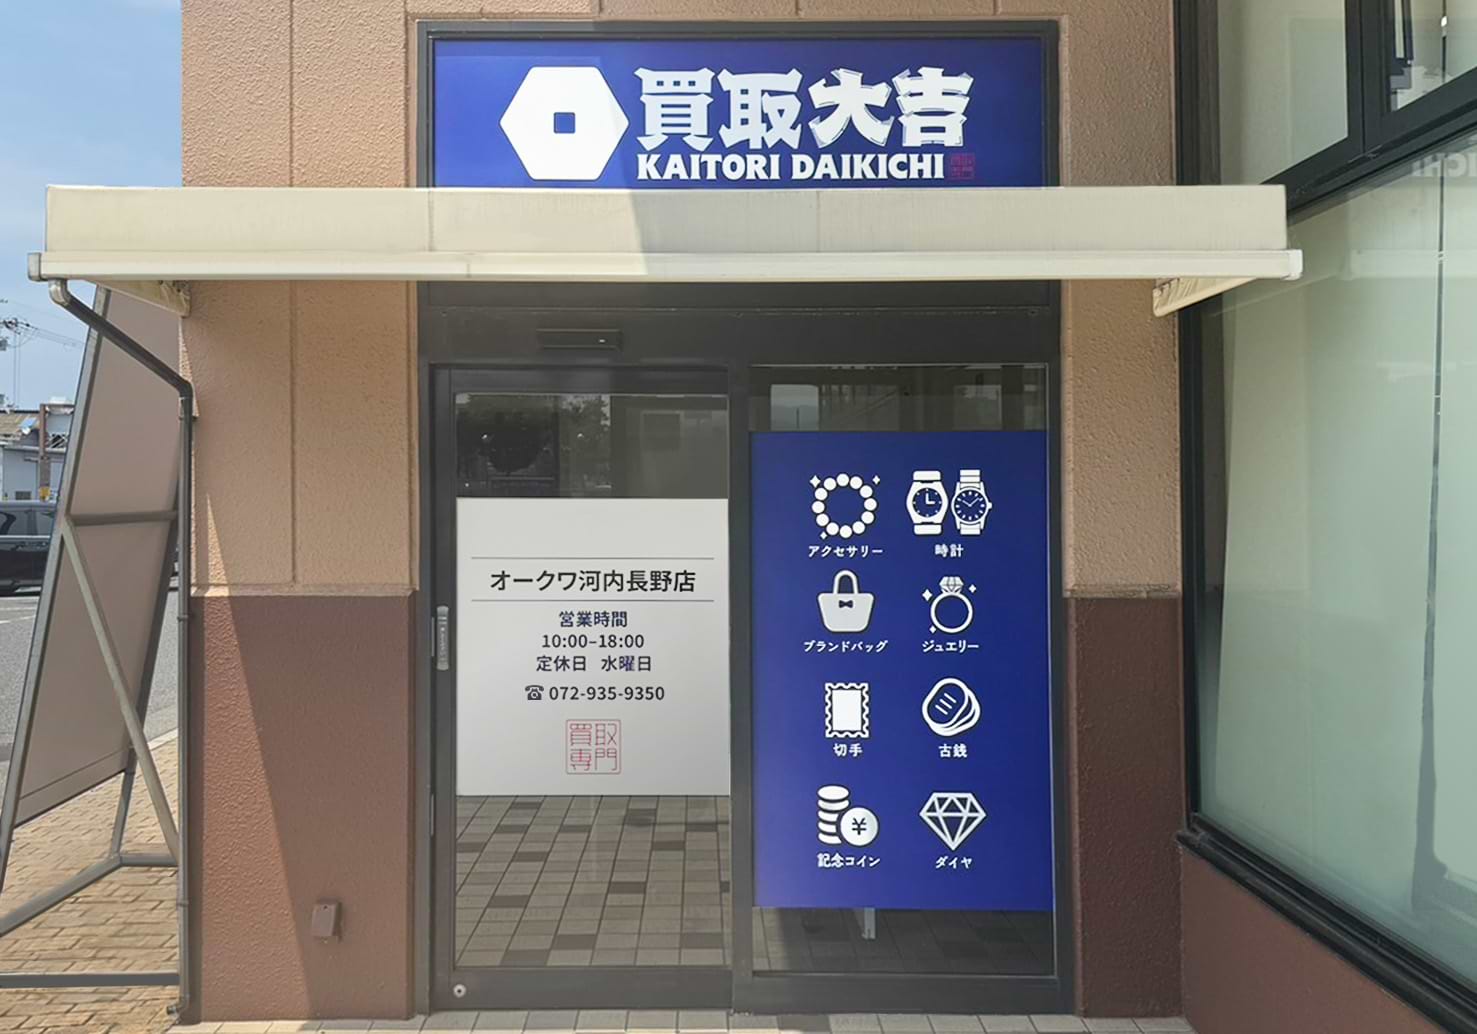 買取大吉
KAITORI DAIKICHI
オークワ河内長野店
営業時間
10:00-18:00
定休日 水曜日
☎ 072-935-9350
買取
専門
アクセサリー
時計
ブランドバッグ
ジュエリー
切手
古銭
¥
記念コイン
ダイヤ